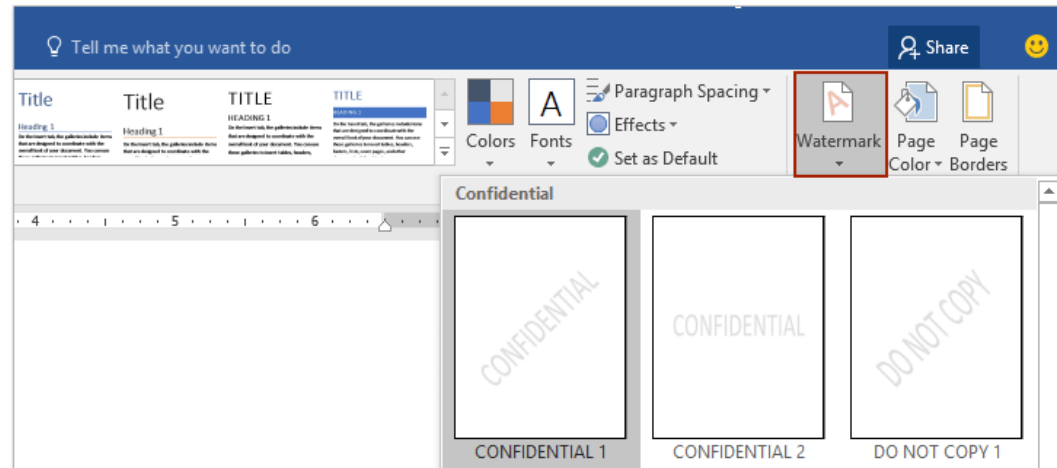 Tell me what you want to do
Share
Title
Heading 1
Title
Heading 1
TITLE
HEADING 1
TITLE
HEADING 1
Colors
Fonts
Paragraph Spacing
Effects
Set as Default
Watermark
Page
Color
Page
Borders
Confidential
4 5 6
CONFIDENTIAL
CONFIDENTIAL
DO NOT COPY
CONFIDENTIAL 1
CONFIDENTIAL 2
DO NOT COPY 1